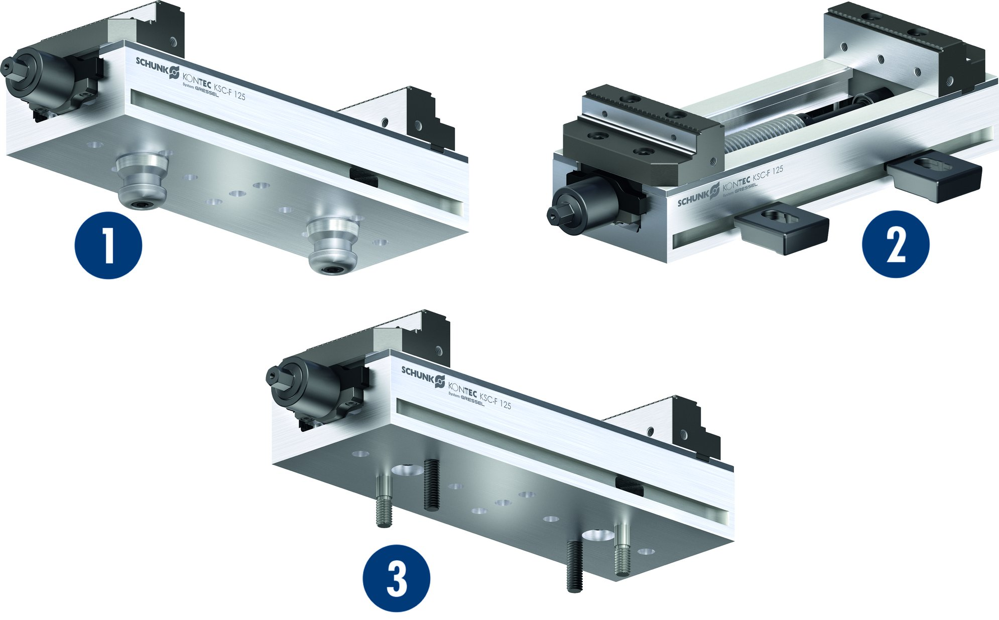 SCHUNK
KONTEC KSC-F 125
System GRESSEL
1
SCHUNK
KONTEC KSC-F 125
System GRESSEL
2
SCHUNK
KONTEC KSC-F 125
System GRESSEL
3